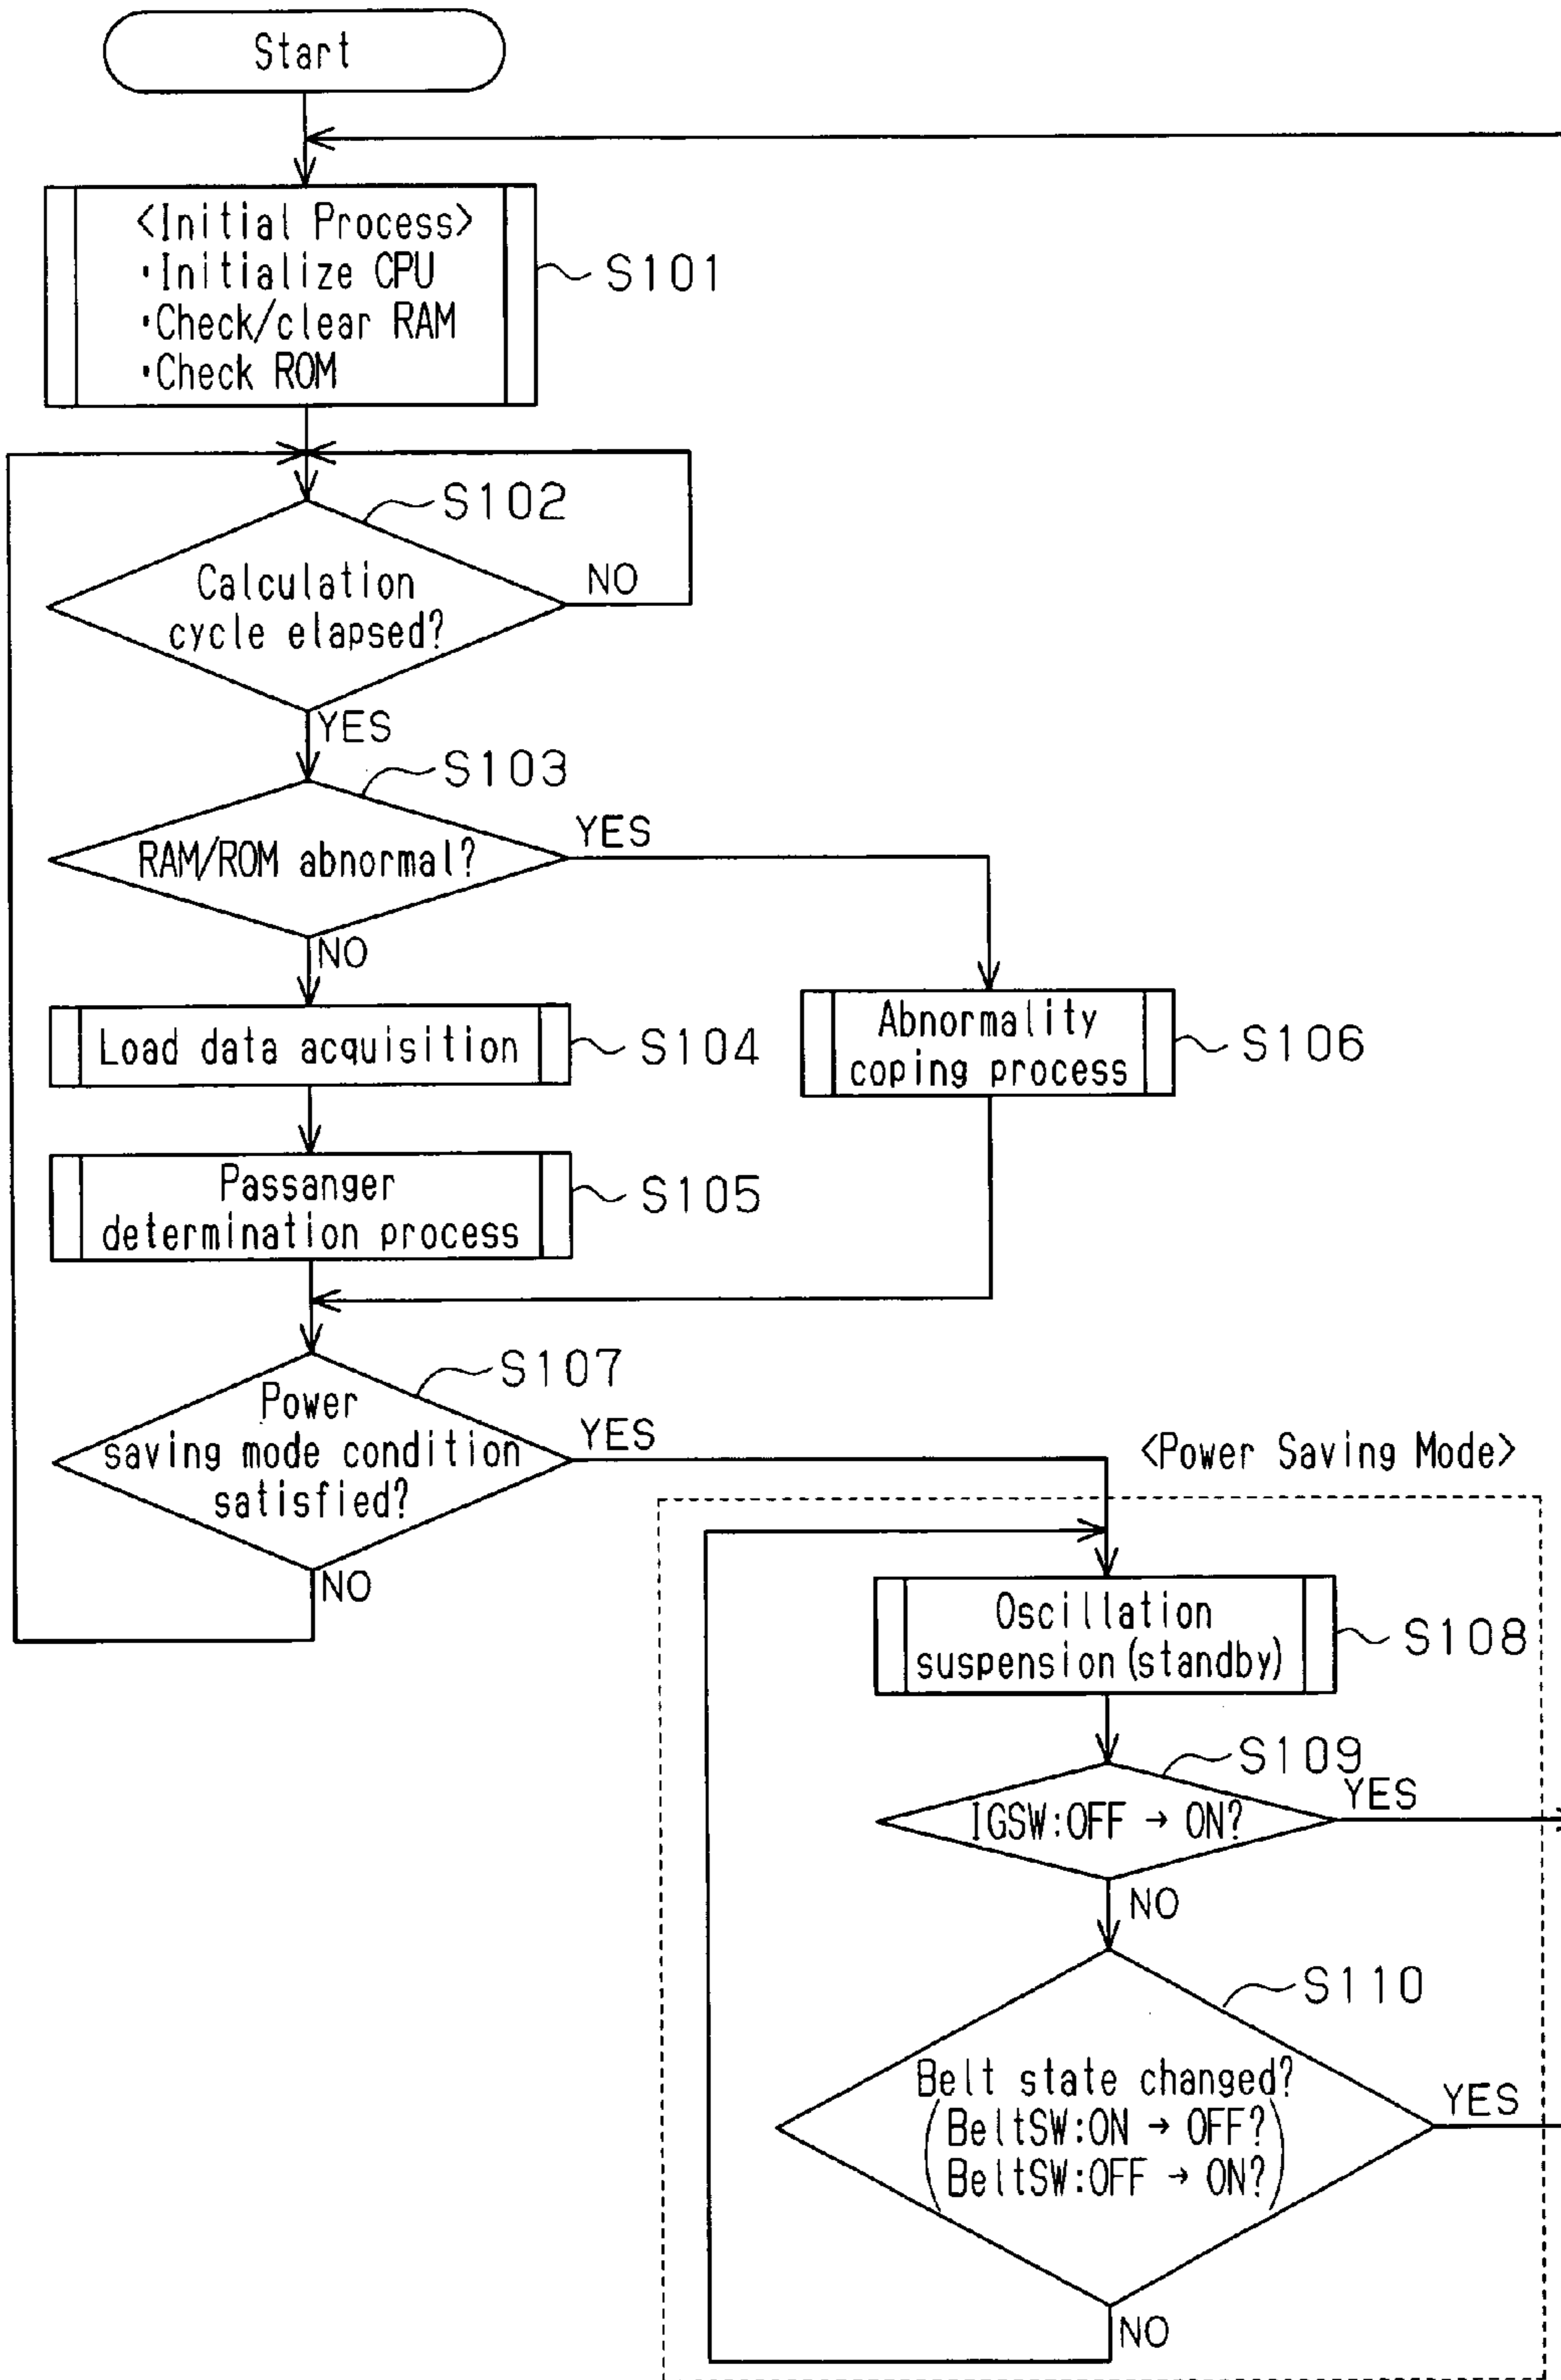 Start
<Initial Process>
・Initialize CPU
・Check/clear RAM
・Check ROM
S101
S102
Calculation
cycle elapsed?
NO
YES
S103
RAM/ROM abnormal?
YES
NO
Load data acquisition
S104
Abnormality
coping process
S106
Passanger
determination process
S105
S107
Power
saving mode condition
satisfied?
YES
NO
<Power Saving Mode>
Oscillation
suspension(standby)
S108
S109
IGSW:OFF → ON?
YES
NO
S110
Belt state changed?
(BeltSW:ON → OFF?
BeltSW:OFF → ON?)
YES
NO